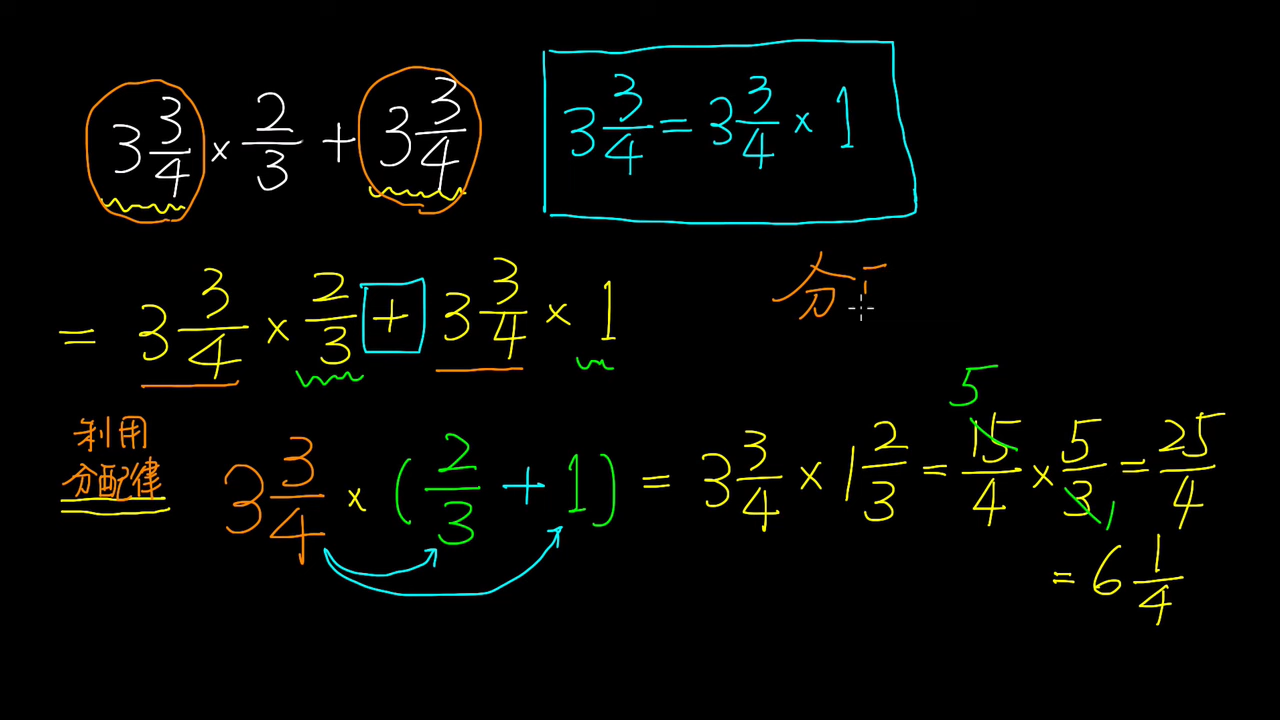 3 3/4 × 2/3 + 3 3/4
3 3/4 = 3 3/4 × 1
= 3 3/4 × 2/3 + 3 3/4 × 1
分
利用
分配律
3 3/4 × (2/3 + 1) = 3 3/4 × 1 2/3 = 15/4 × 5/3 = 25/4
5
1
= 6 1/4